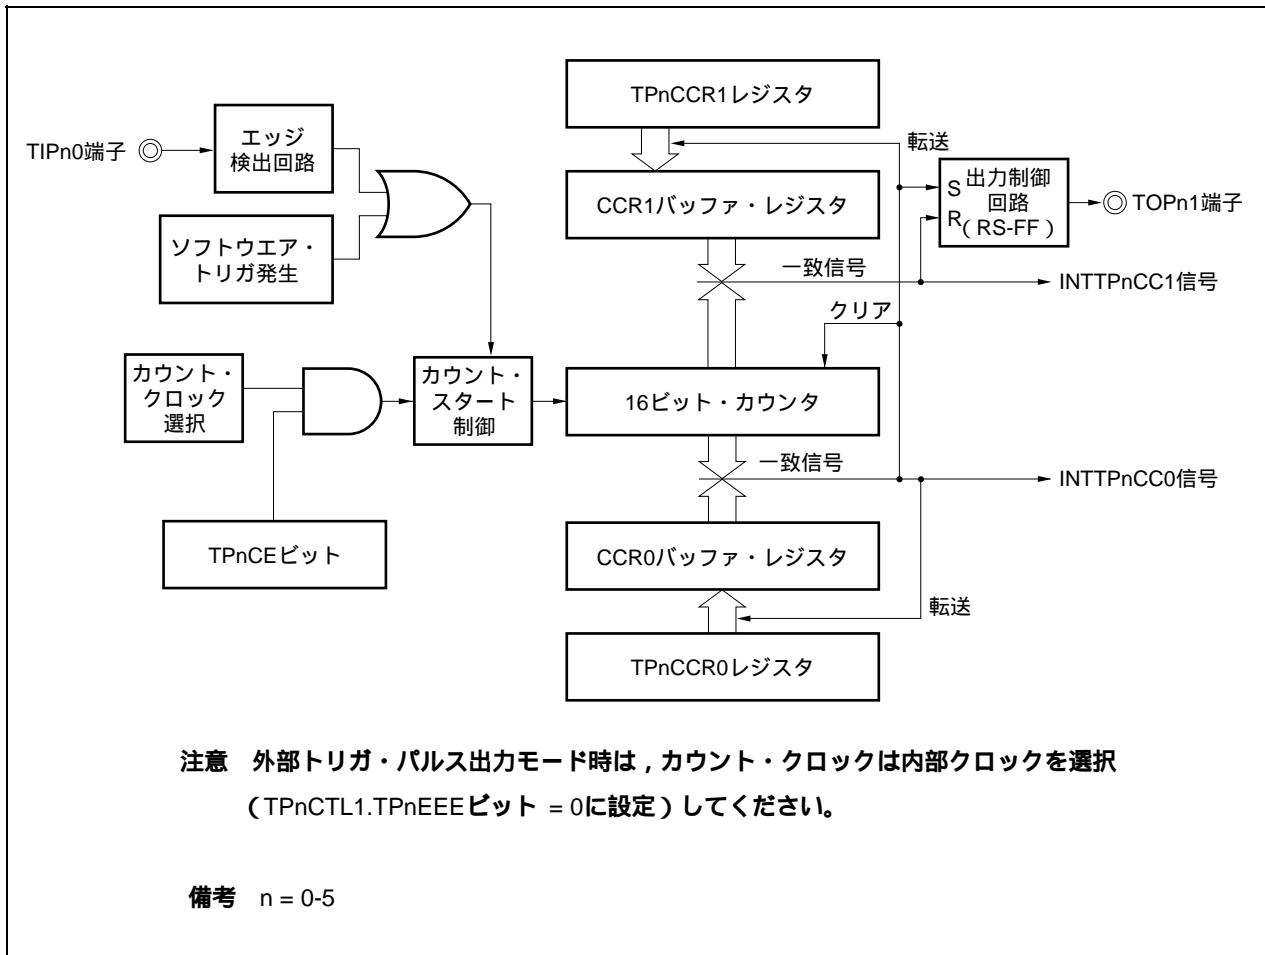 TPnCCR1レジスタ
TIPn0端子
エッジ
検出回路
転送
CCR1バッファ・レジスタ
S 出力制御
回路
R(RS-FF)
TOPn1端子
ソフトウエア・
トリガ発生
一致信号
INTTPnCC1信号
クリア
カウント・
クロック
選択
カウント・
スタート
制御
16ビット・カウンタ
一致信号
INTTPnCC0信号
TPnCEビット
CCR0バッファ・レジスタ
転送
TPnCCR0レジスタ
注意 外部トリガ・パルス出力モード時は,カウント・クロックは内部クロックを選択
(TPnCTL1.TPnEEEビット = 0に設定)してください。
備考 n = 0-5